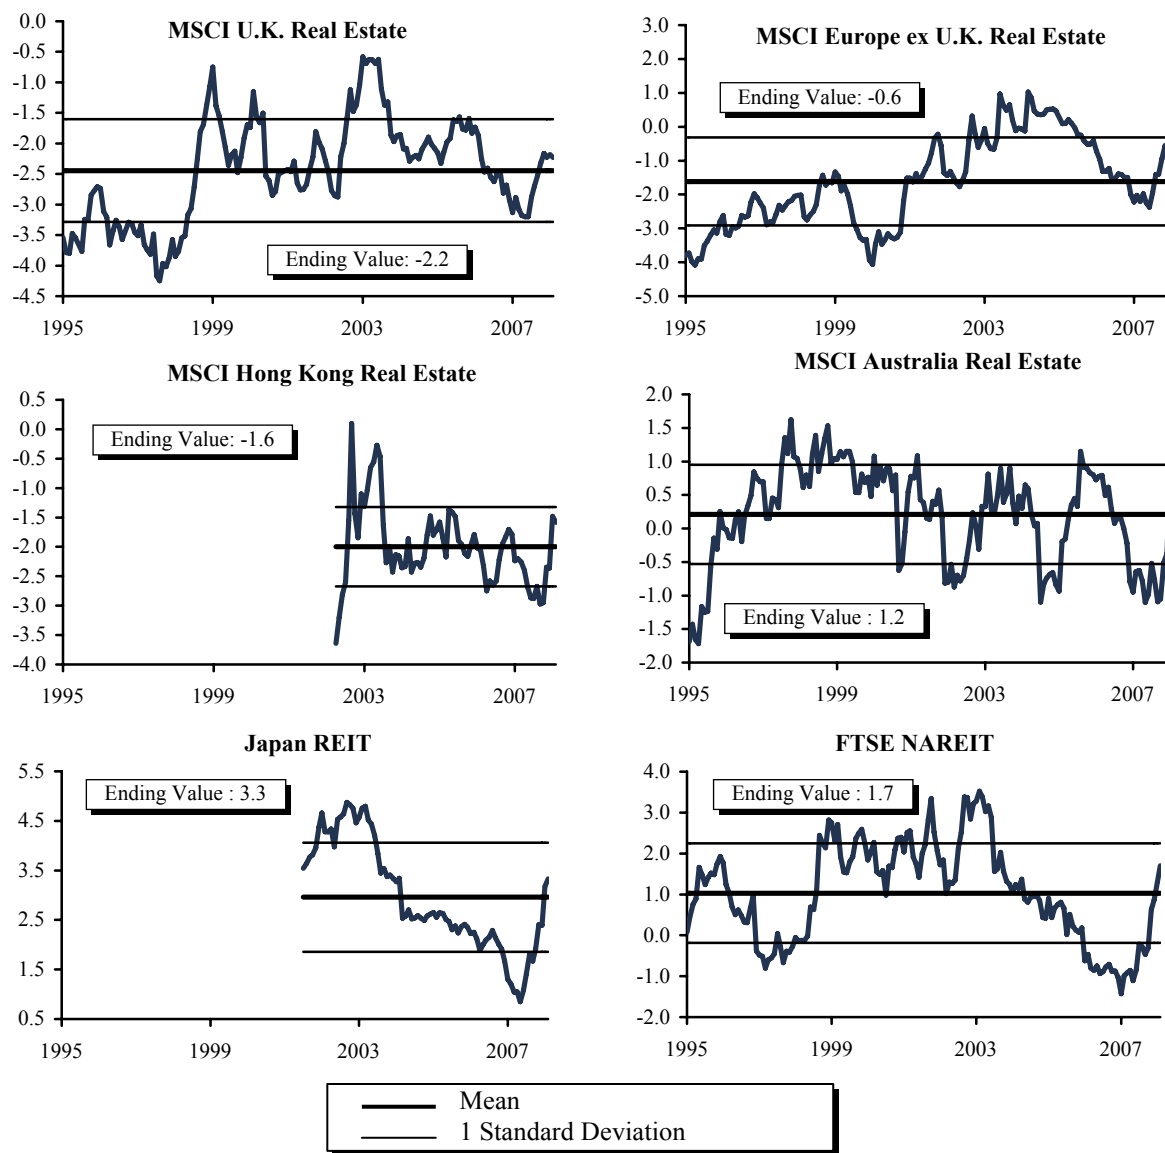 MSCI U.K. Real Estate
0.0
-0.5
-1.0
-1.5
-2.0
-2.5
-3.0
-3.5
-4.0
-4.5
Ending Value: -2.2
1995 1999 2003 2007
MSCI Europe ex U.K. Real Estate
3.0
2.0
1.0
0.0
-1.0
-2.0
-3.0
-4.0
-5.0
Ending Value: -0.6
1995 1999 2003 2007
MSCI Hong Kong Real Estate
0.5
0.0
-0.5
-1.0
-1.5
-2.0
-2.5
-3.0
-3.5
-4.0
Ending Value: -1.6
1995 1999 2003 2007
MSCI Australia Real Estate
2.0
1.5
1.0
0.5
0.0
-0.5
-1.0
-1.5
-2.0
Ending Value : 1.2
1995 1999 2003 2007
Japan REIT
5.5
4.5
3.5
2.5
1.5
0.5
Ending Value : 3.3
1995 1999 2003 2007
FTSE NAREIT
4.0
3.0
2.0
1.0
0.0
-1.0
-2.0
Ending Value : 1.7
1995 1999 2003 2007
Mean
1 Standard Deviation